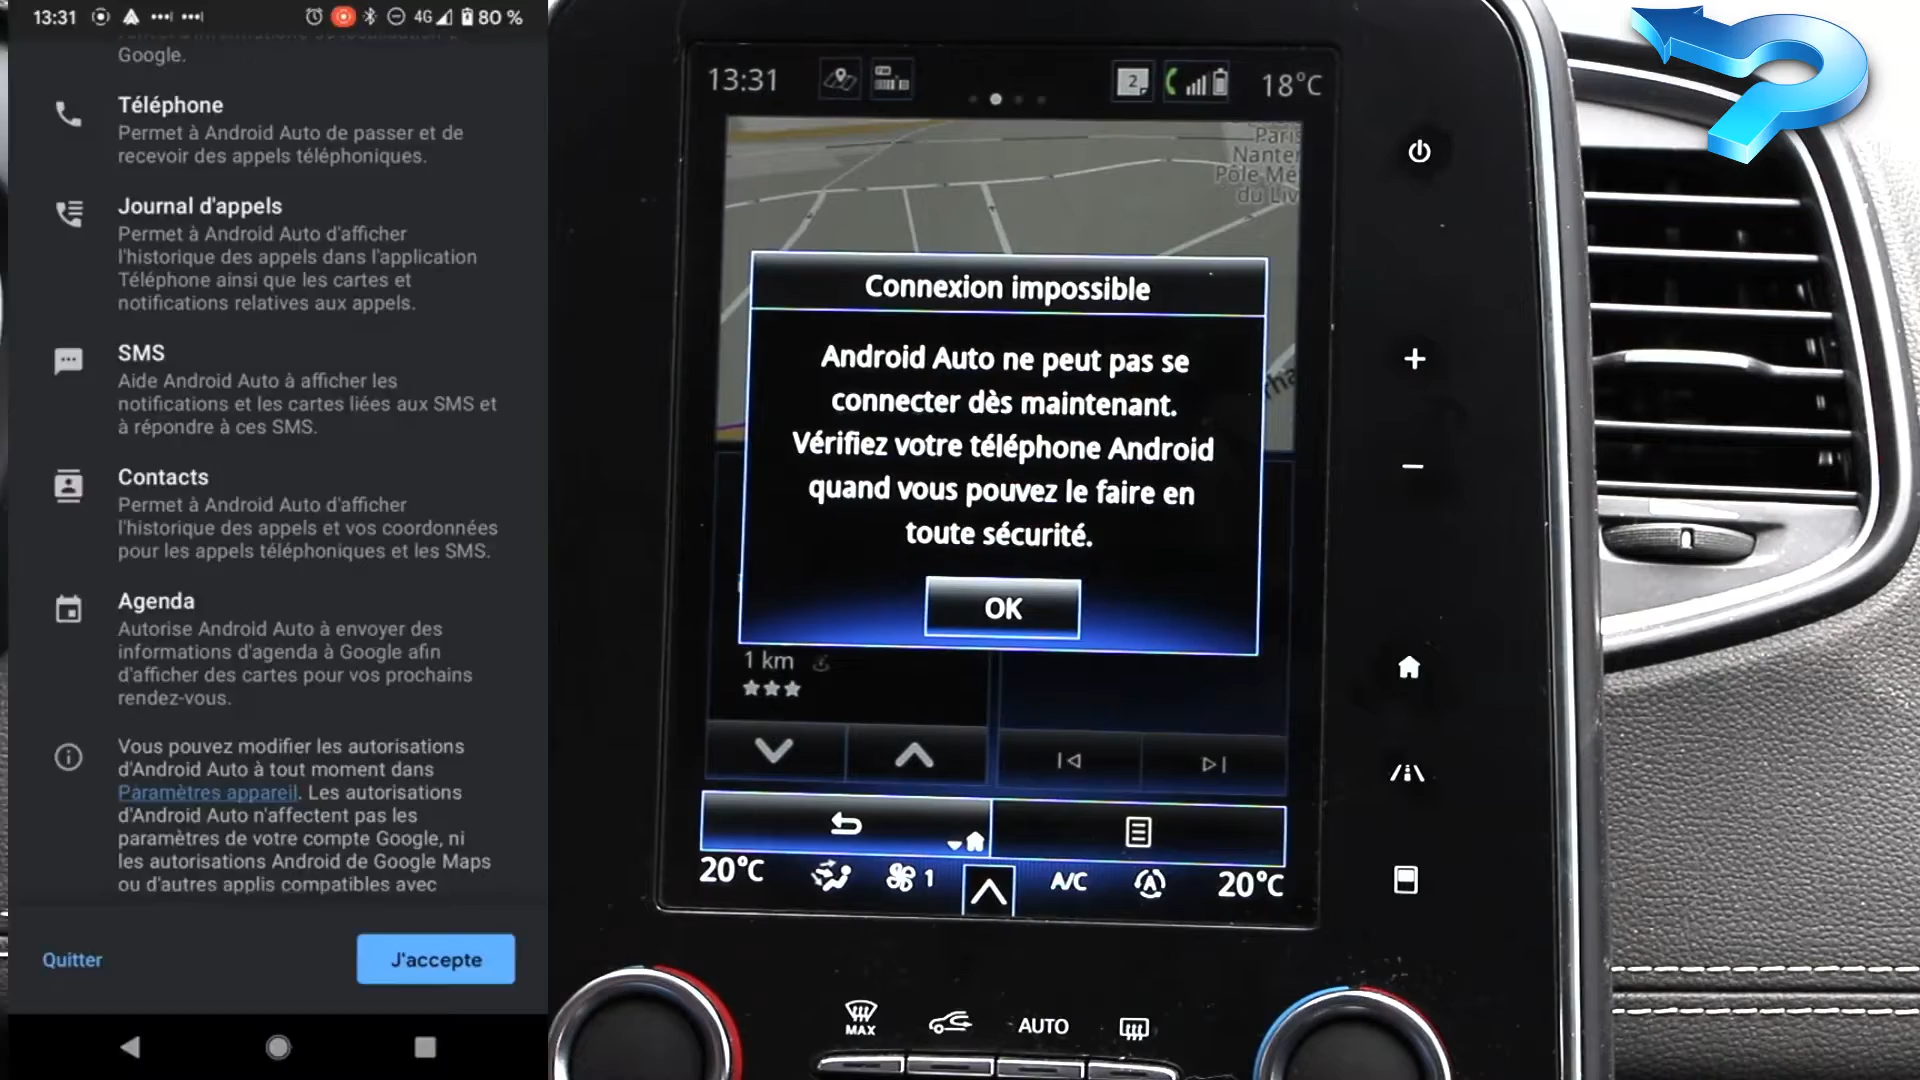 13:31
4G
80 %
Google.
Téléphone
Permet à Android Auto de passer et de
recevoir des appels téléphoniques.
Journal d'appels
Permet à Android Auto d'afficher
l'historique des appels dans l'application
Téléphone ainsi que les cartes et
notifications relatives aux appels.
SMS
Aide Android Auto à afficher les
notifications et les cartes liées aux SMS et
à répondre à ces SMS.
Contacts
Permet à Android Auto d'afficher
l'historique des appels et vos coordonnées
pour les appels téléphoniques et les SMS.
Agenda
Autorise Android Auto à envoyer des
informations d'agenda à Google afin
d'afficher des cartes pour vos prochains
rendez-vous.
Vous pouvez modifier les autorisations
d'Android Auto à tout moment dans
Paramètres appareil. Les autorisations
d'Android Auto n'affectent pas les
paramètres de votre compte Google, ni
les autorisations Android de Google Maps
ou d'autres applis compatibles avec
Quitter
J'accepte
13:31
2
18°C
Paris
Nanter
Pôle Mé
du Liv
Connexion impossible
Android Auto ne peut pas se
connecter dès maintenant.
Vérifiez votre téléphone Android
quand vous pouvez le faire en
toute sécurité.
OK
1 km
20°C
1
A/C
20°C
MAX
AUTO